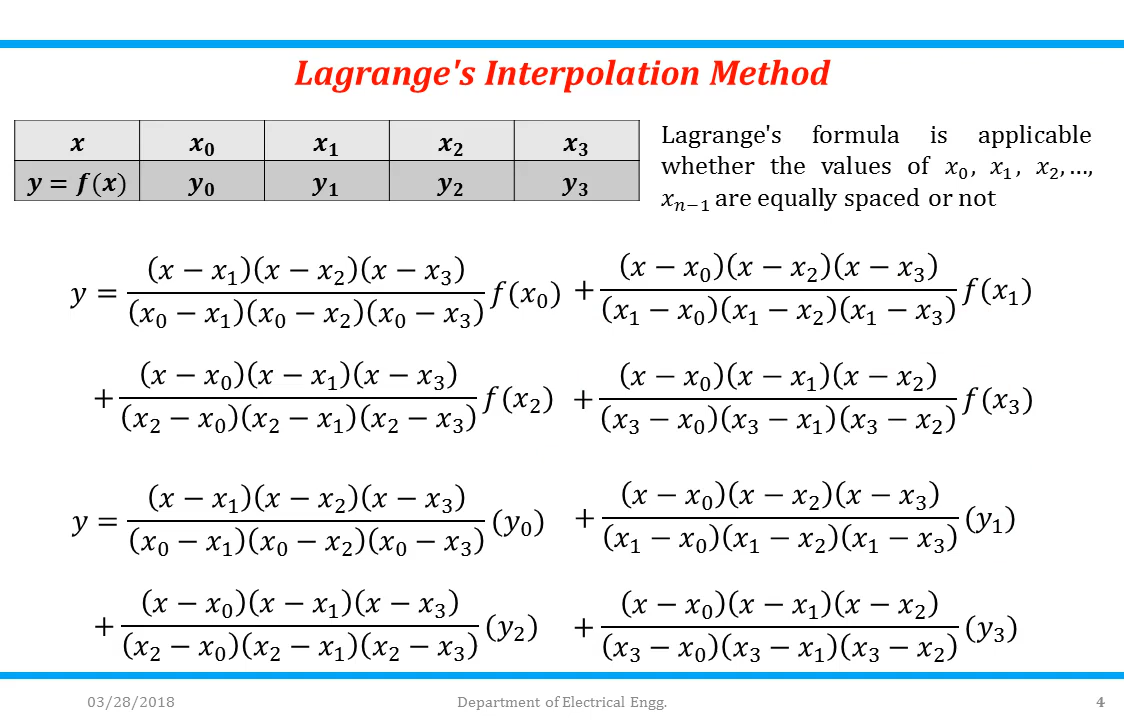 Lagrange's Interpolation Method
x x₀ x₁ x₂ x₃
y = f(x) y₀ y₁ y₂ y₃
Lagrange's formula is applicable
whether the values of x₀, x₁, x₂, …,
xₙ₋₁ are equally spaced or not
y = (x − x₁)(x − x₂)(x − x₃) / (x₀ − x₁)(x₀ − x₂)(x₀ − x₃) f(x₀) + (x − x₀)(x − x₂)(x − x₃) / (x₁ − x₀)(x₁ − x₂)(x₁ − x₃) f(x₁)
+ (x − x₀)(x − x₁)(x − x₃) / (x₂ − x₀)(x₂ − x₁)(x₂ − x₃) f(x₂) + (x − x₀)(x − x₁)(x − x₂) / (x₃ − x₀)(x₃ − x₁)(x₃ − x₂) f(x₃)
y = (x − x₁)(x − x₂)(x − x₃) / (x₀ − x₁)(x₀ − x₂)(x₀ − x₃) (y₀) + (x − x₀)(x − x₂)(x − x₃) / (x₁ − x₀)(x₁ − x₂)(x₁ − x₃) (y₁)
+ (x − x₀)(x − x₁)(x − x₃) / (x₂ − x₀)(x₂ − x₁)(x₂ − x₃) (y₂) + (x − x₀)(x − x₁)(x − x₂) / (x₃ − x₀)(x₃ − x₁)(x₃ − x₂) (y₃)
03/28/2018 Department of Electrical Engg. 4